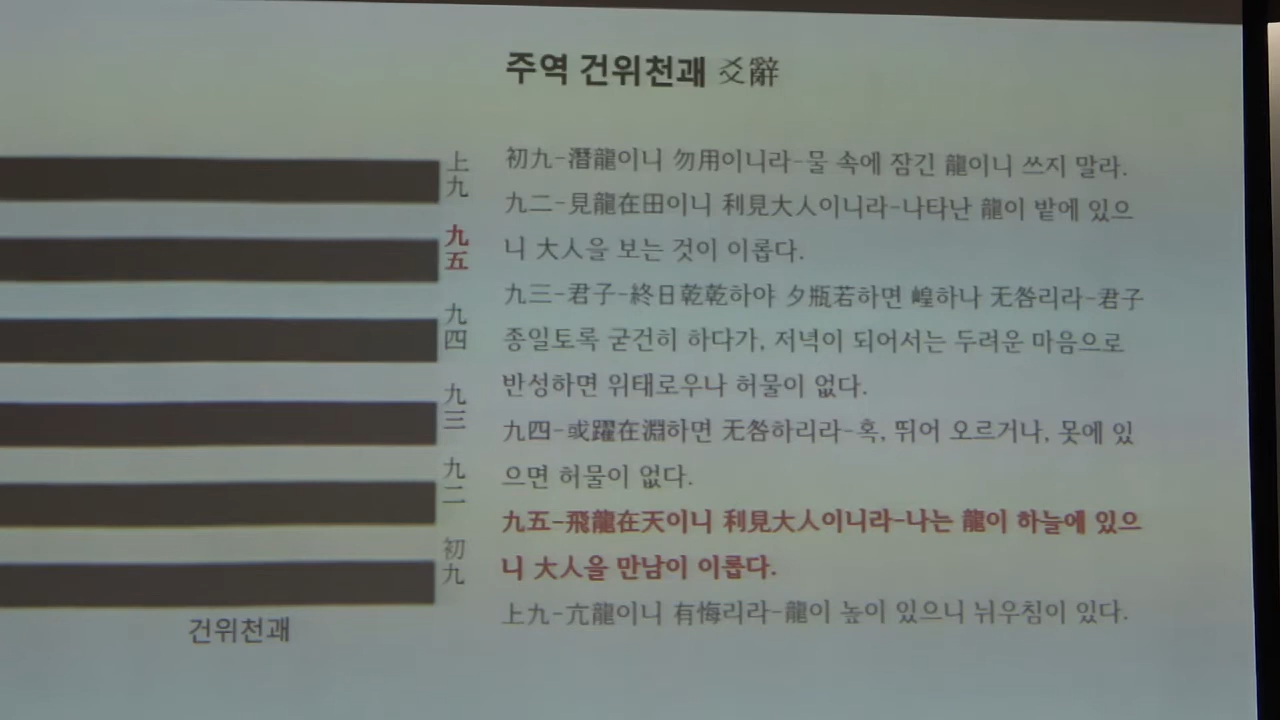 주역 건위천괘 爻辭
上九
九五
九四
九三
九二
初九
건위천괘
初九-潛龍이니 勿用이니라-물 속에 잠긴 龍이니 쓰지 말라.
九二-見龍在田이니 利見大人이니라-나타난 龍이 밭에 있으
니 大人을 보는 것이 이롭다.
九三-君子-終日乾乾하야 夕瓶若하면 㠛하나 无咎리라-君子
종일토록 굳건히 하다가, 저녁이 되어서는 두려운 마음으로
반성하면 위태로우나 허물이 없다.
九四-或躍在淵하면 无咎하리라-혹, 뛰어 오르거나, 못에 있
으면 허물이 없다.
九五-飛龍在天이니 利見大人이니라-나는 龍이 하늘에 있으
니 大人을 만남이 이롭다.
上九-亢龍이니 有悔리라-龍이 높이 있으니 뉘우침이 있다.